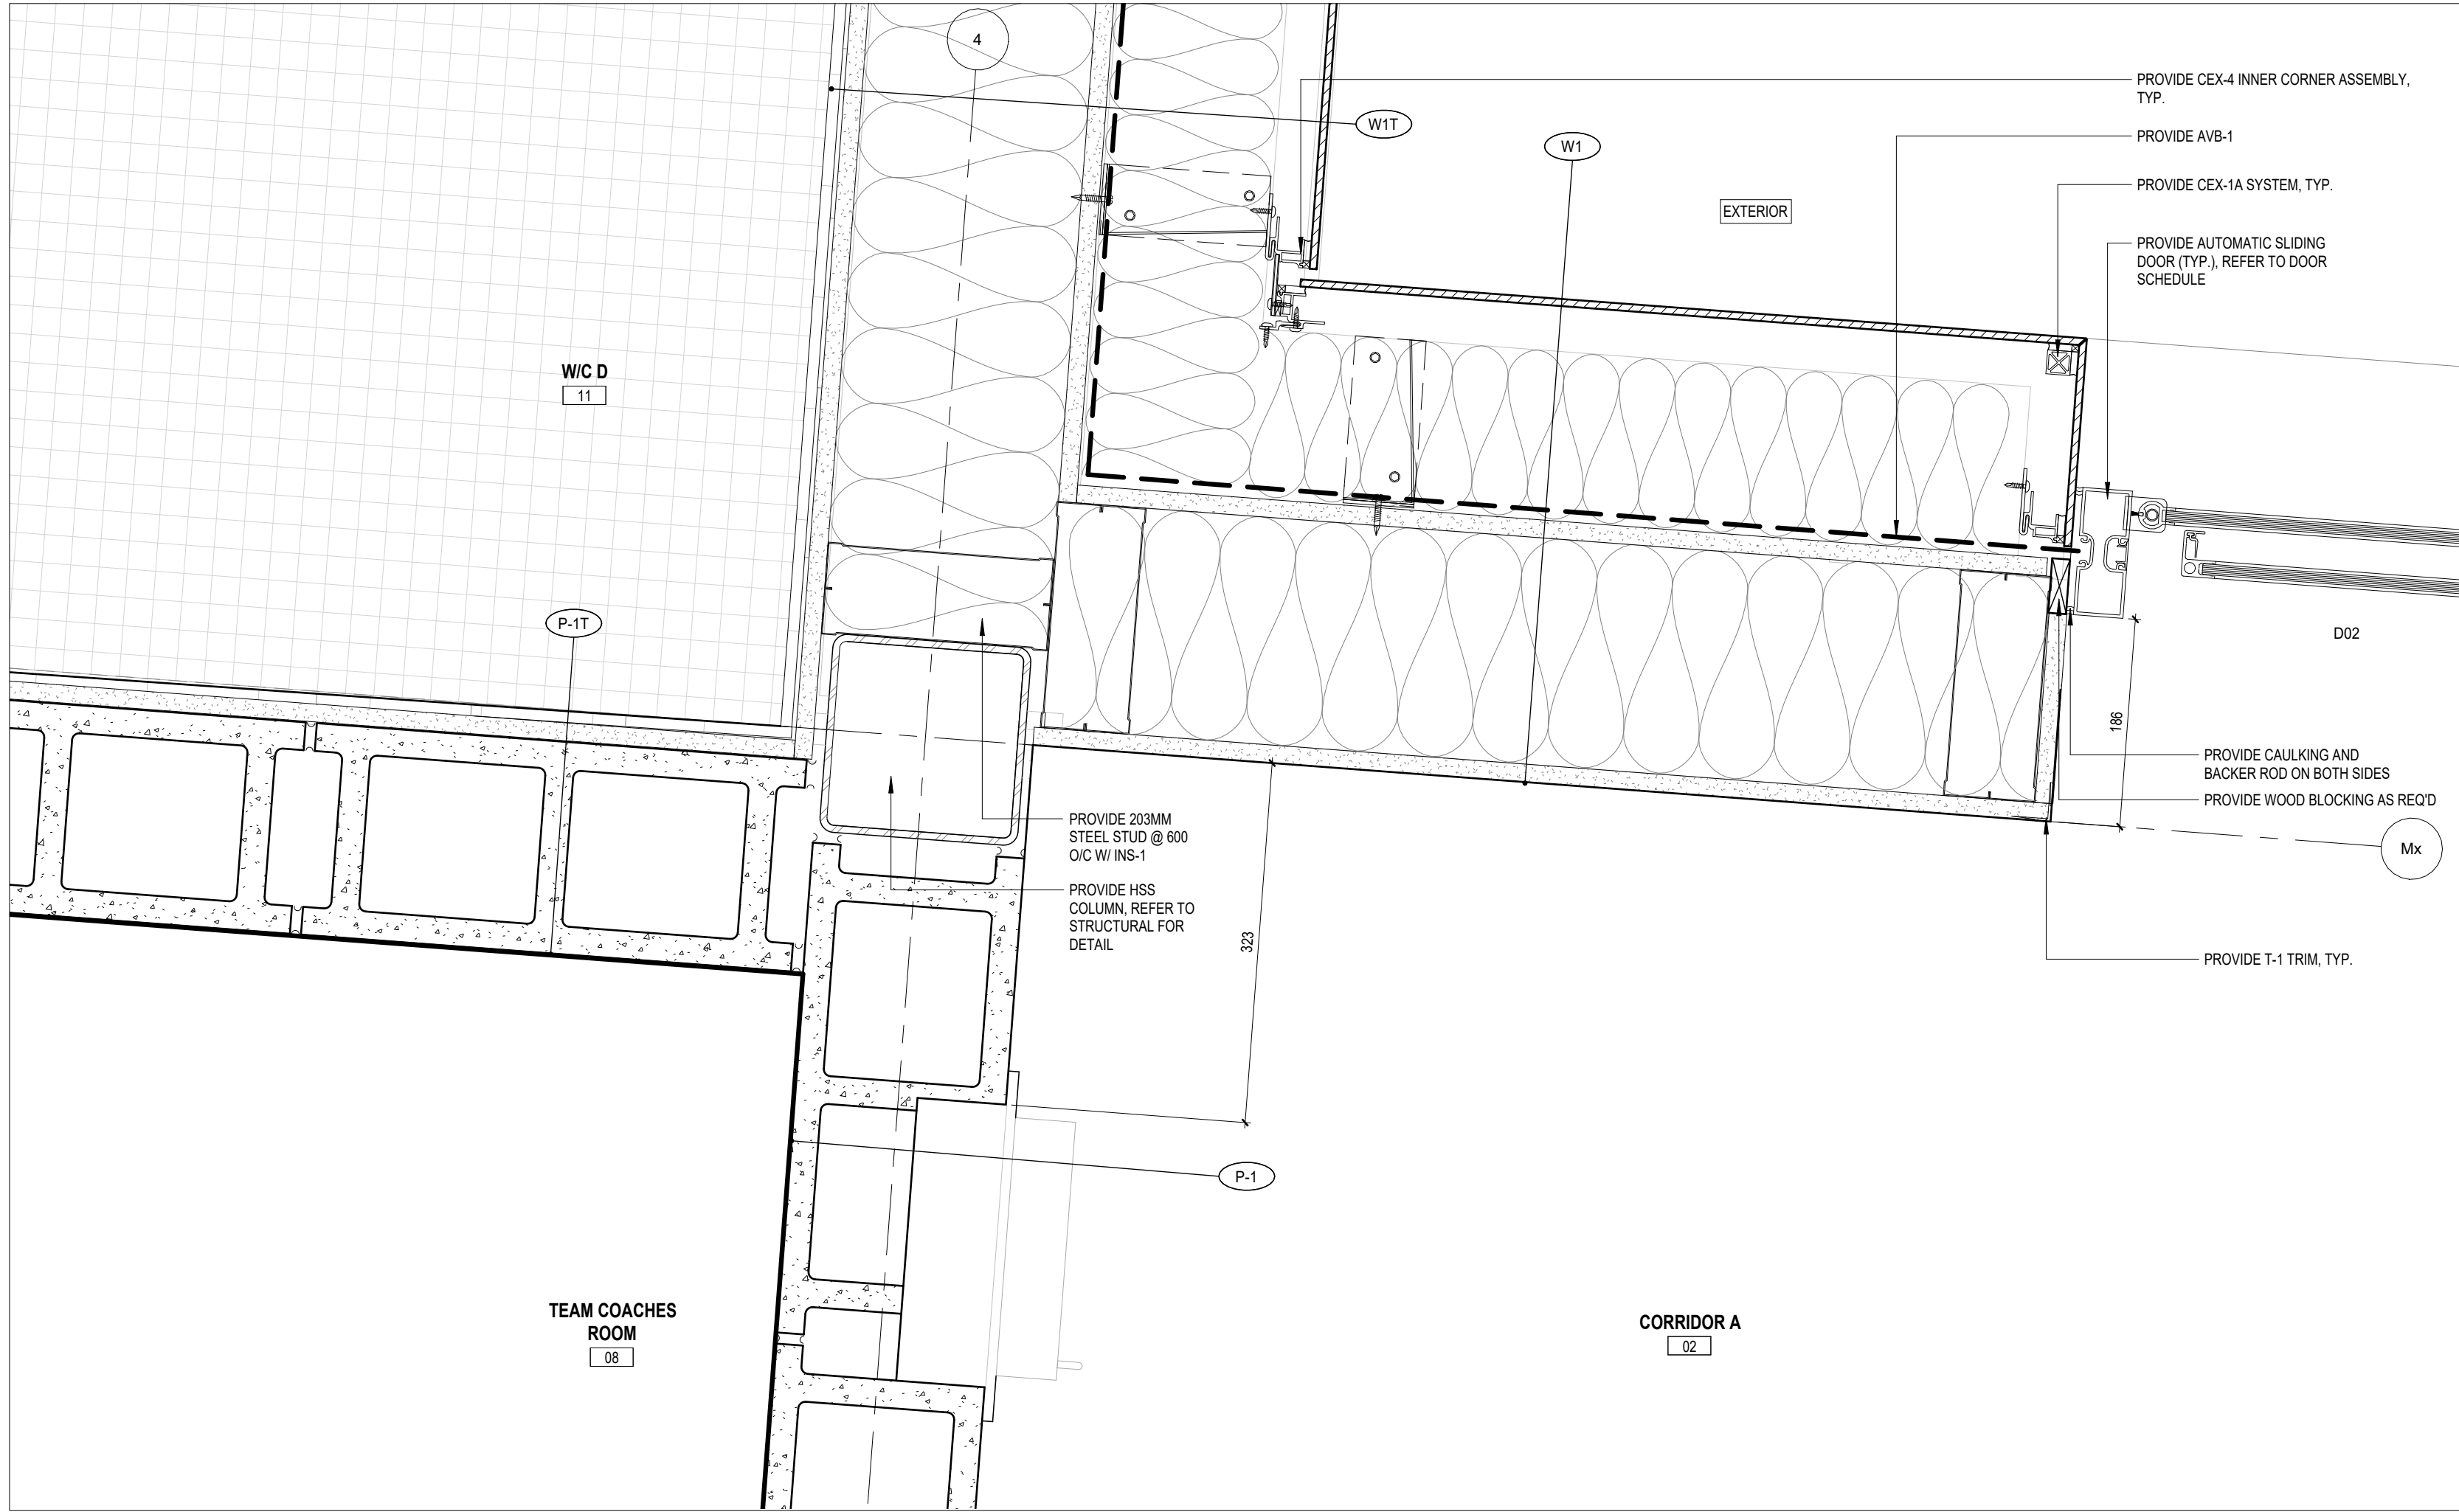 4
PROVIDE CEX-4 INNER CORNER ASSEMBLY,
TYP.
W1T
W1
PROVIDE AVB-1
PROVIDE CEX-1A SYSTEM, TYP.
EXTERIOR
PROVIDE AUTOMATIC SLIDING
DOOR (TYP.), REFER TO DOOR
SCHEDULE
W/C D
11
P-1T
D02
186
PROVIDE CAULKING AND
BACKER ROD ON BOTH SIDES
PROVIDE WOOD BLOCKING AS REQ'D
Mx
PROVIDE 203MM
STEEL STUD @ 600
O/C W/ INS-1
PROVIDE HSS
COLUMN, REFER TO
STRUCTURAL FOR
DETAIL
323
PROVIDE T-1 TRIM, TYP.
P-1
TEAM COACHES
ROOM
08
CORRIDOR A
02